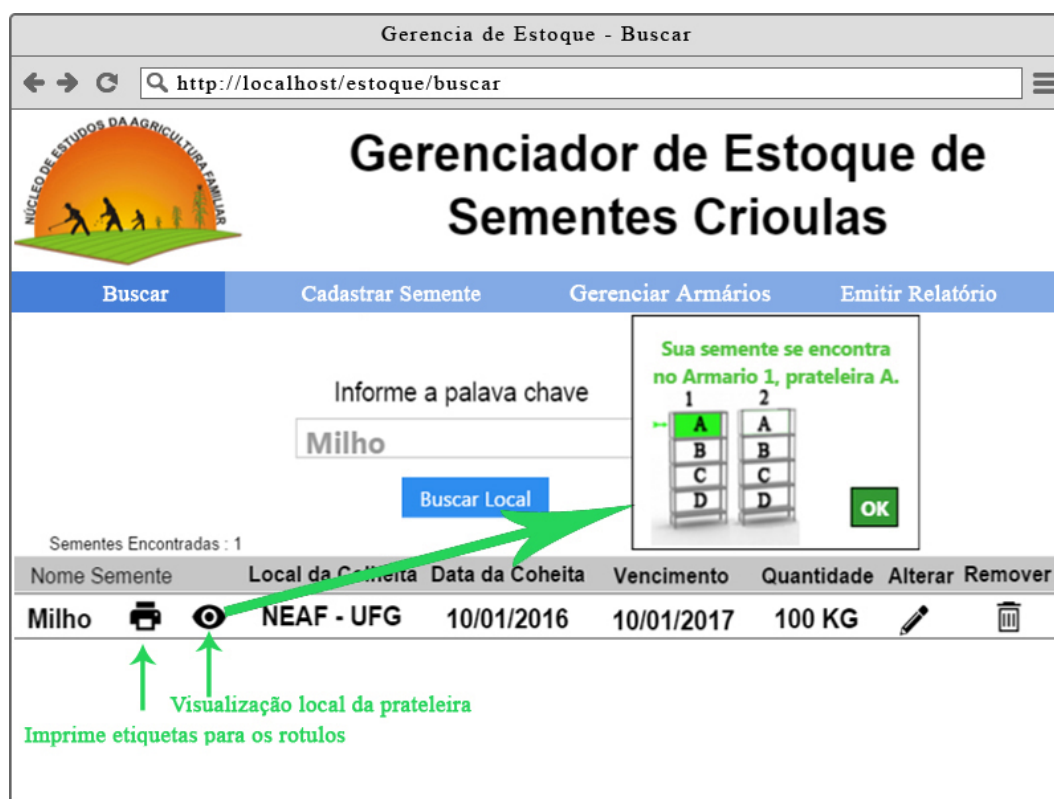 Gerencia de Estoque - Buscar
http://localhost/estoque/buscar
NÚCLEO DE ESTUDOS DA AGRICULTURA FAMILIAR
Gerenciador de Estoque de
Sementes Crioulas
Buscar Cadastrar Semente Gerenciar Armários Emitir Relatório
Sua semente se encontra
no Armario 1, prateleira A.
1 2
A A
B B
C C
D D
OK
Informe a palava chave
Milho
Buscar Local
Sementes Encontradas : 1
Nome Semente Local da Colheita Data da Coheita Vencimento Quantidade Alterar Remover
Milho NEAF - UFG 10/01/2016 10/01/2017 100 KG
Visualização local da prateleira
Imprime etiquetas para os rotulos